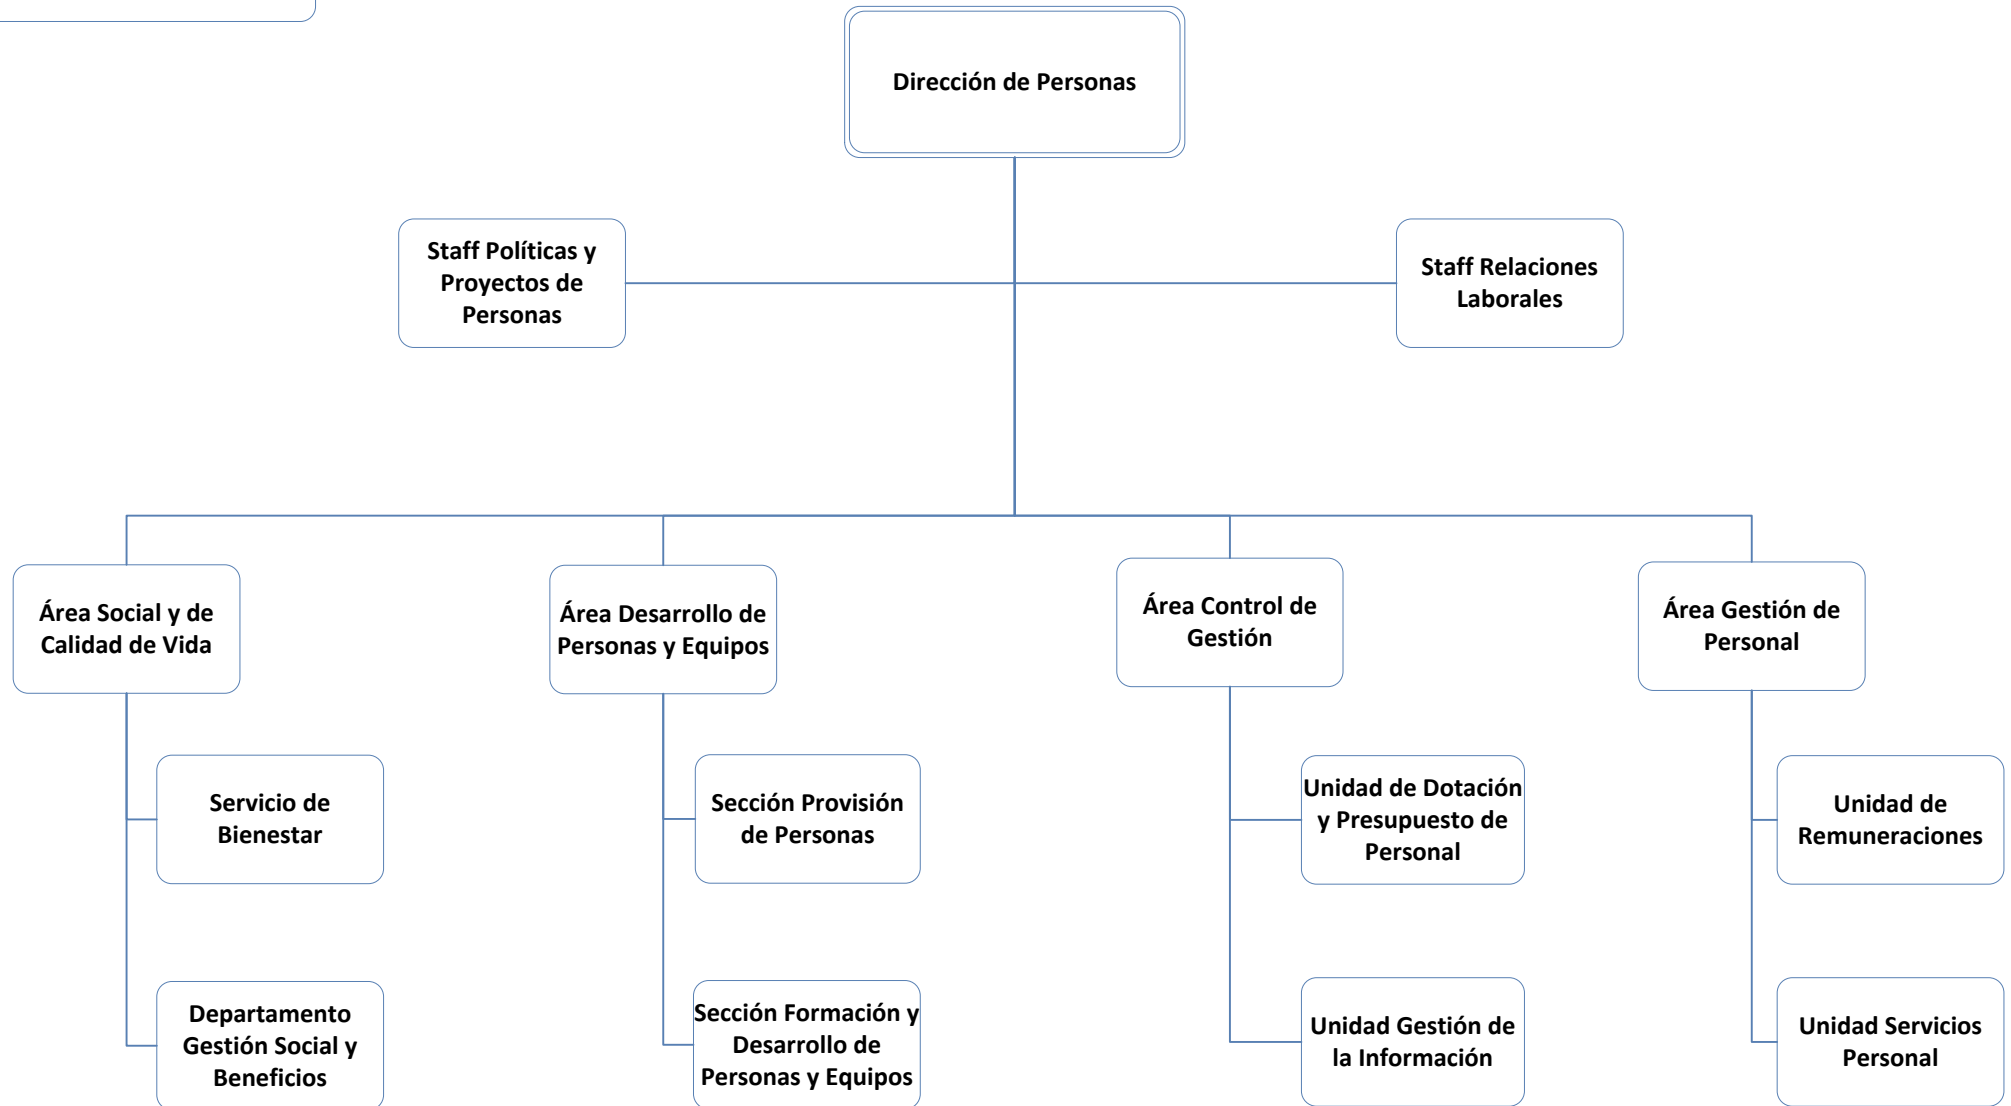 Dirección de Personas
Staff Políticas y
Proyectos de
Personas
Staff Relaciones
Laborales
Área Social y de
Calidad de Vida
Área Desarrollo de
Personas y Equipos
Área Control de
Gestión
Área Gestión de
Personal
Servicio de
Bienestar
Sección Provisión
de Personas
Unidad de Dotación
y Presupuesto de
Personal
Unidad de
Remuneraciones
Departamento
Gestión Social y
Beneficios
Sección Formación y
Desarrollo de
Personas y Equipos
Unidad Gestión de
la Información
Unidad Servicios
Personal